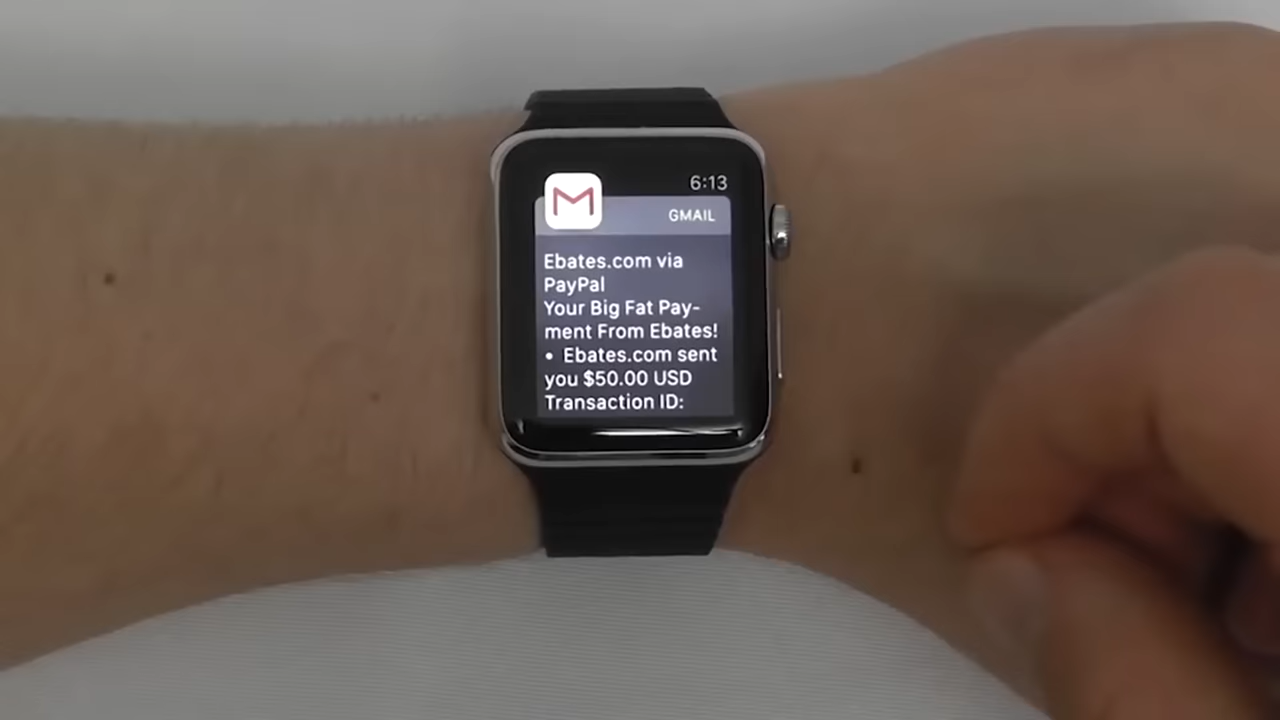 6:13
GMAIL
Ebates.com via
PayPal
Your Big Fat Pay-
ment From Ebates!
• Ebates.com sent
you $50.00 USD
Transaction ID: